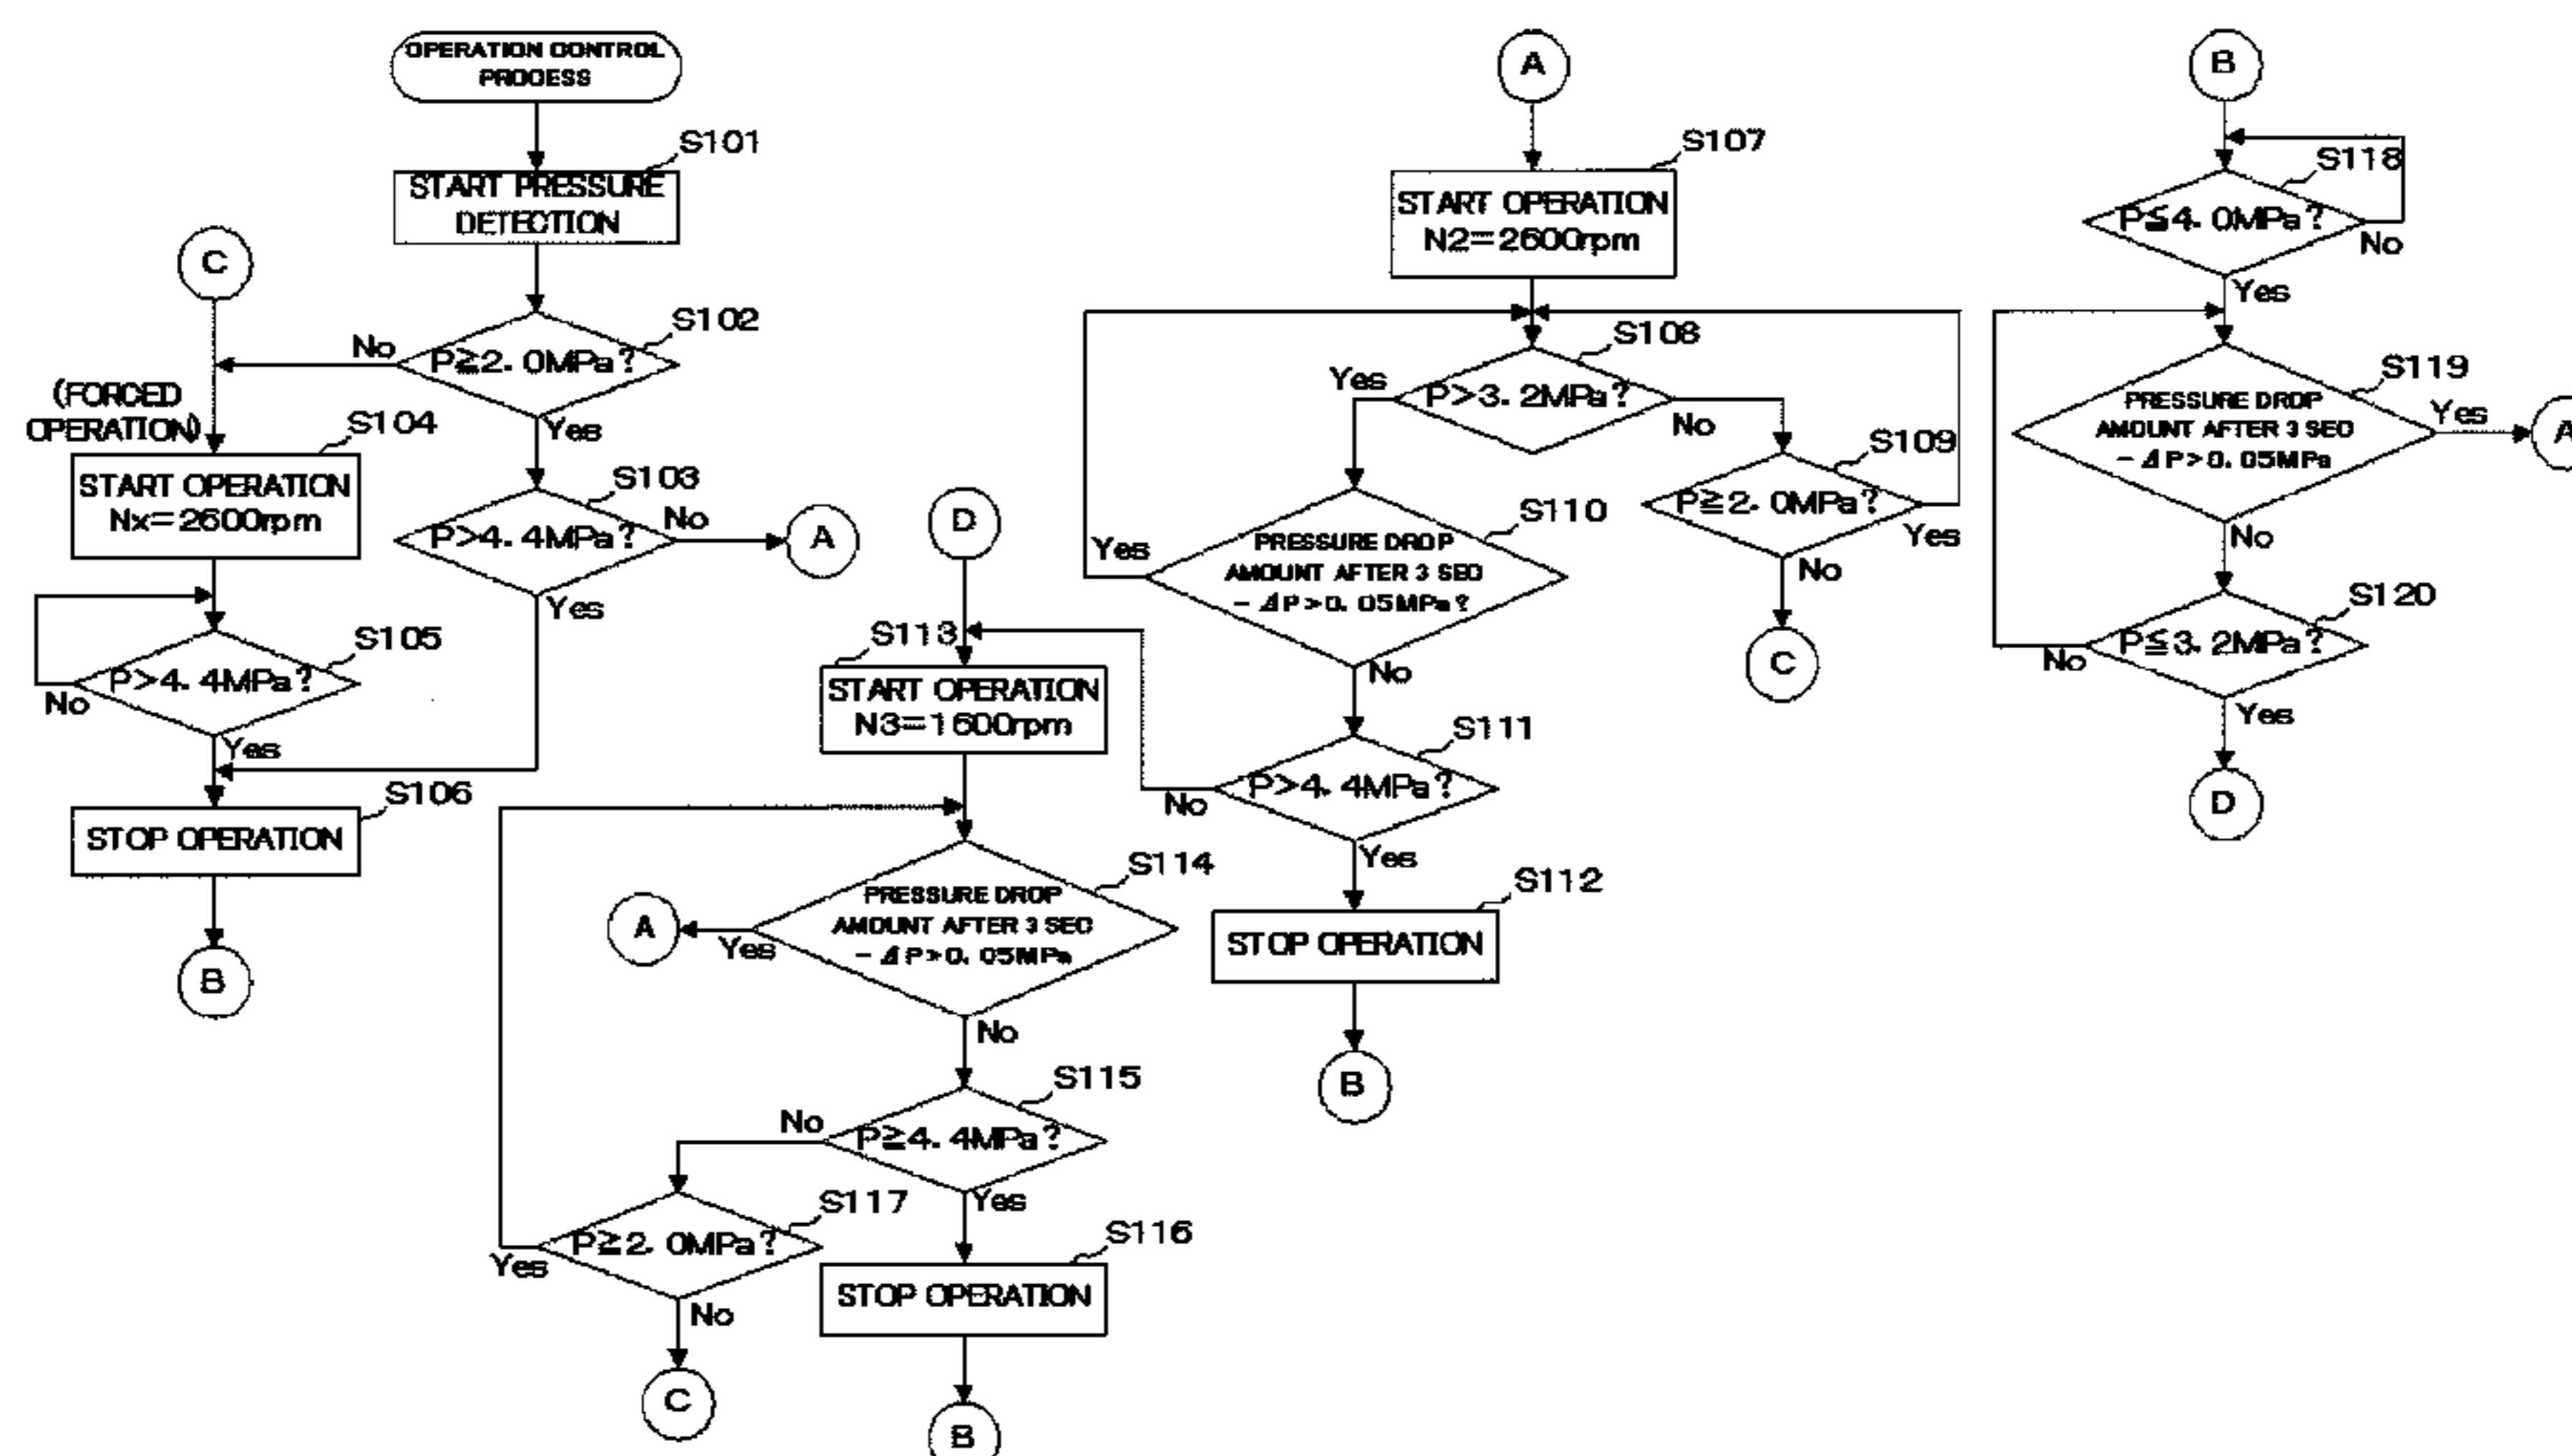 OPERATION CONTROL
PROCESS
S101
START PRESSURE
DETECTION
C
S102
P≧2. 0MPa?
No
Yes
(FORCED
OPERATION)
S104
START OPERATION
Nx=2600rpm
S103
P>4. 4MPa?
No
A
Yes
S105
P>4. 4MPa?
No
Yes
S106
STOP OPERATION
B
D
S113
START OPERATION
N3=1600rpm
S114
PRESSURE DROP
AMOUNT AFTER 3 SEC
-ΔP>0. 05MPa
A
Yes
No
S115
P≧4. 4MPa?
No
Yes
S117
P≧2. 0MPa?
Yes
No
C
S116
STOP OPERATION
B
A
S107
START OPERATION
N2=2600rpm
S108
P>3. 2MPa?
Yes
No
S109
P≧2. 0MPa?
Yes
No
C
S110
PRESSURE DROP
AMOUNT AFTER 3 SEC
-ΔP>0. 05MPa?
Yes
No
S111
P>4. 4MPa?
No
Yes
S112
STOP OPERATION
B
B
S118
P≦4. 0MPa?
No
Yes
S119
PRESSURE DROP
AMOUNT AFTER 3 SEC
-ΔP>0. 05MPa
Yes
A
No
S120
P≦3. 2MPa?
No
Yes
D